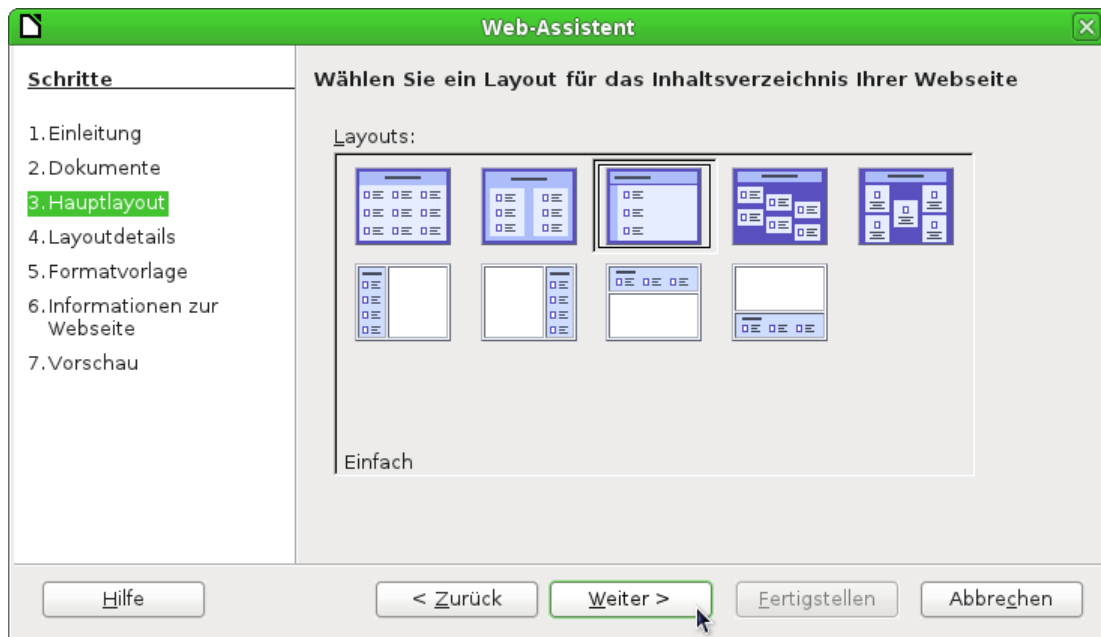 Web-Assistent
Schritte
1. Einleitung
2. Dokumente
3. Hauptlayout
4. Layoutdetails
5. Formatvorlage
6. Informationen zur
Webseite
7. Vorschau
Wählen Sie ein Layout für das Inhaltsverzeichnis Ihrer Webseite
Layouts:
Einfach
Hilfe
< Zurück
Weiter >
Fertigstellen
Abbrechen